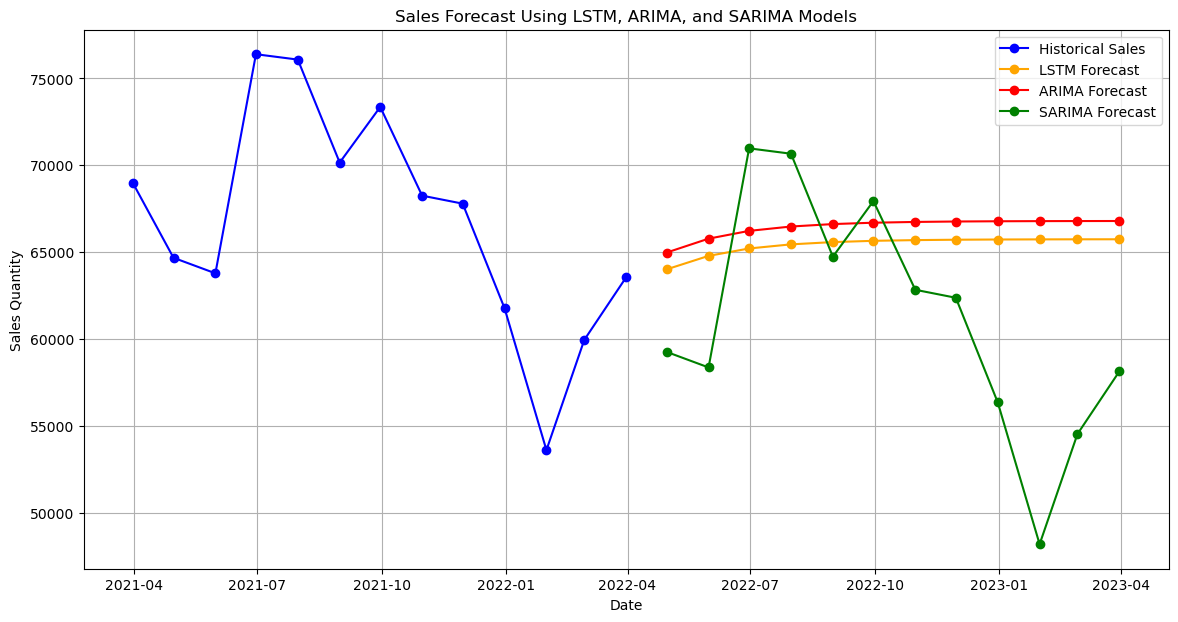 Sales Forecast Using LSTM, ARIMA, and SARIMA Models
Historical Sales
LSTM Forecast
ARIMA Forecast
SARIMA Forecast
Sales Quantity
75000
70000
65000
60000
55000
50000
2021-04 2021-07 2021-10 2022-01 2022-04 2022-07 2022-10 2023-01 2023-04
Date